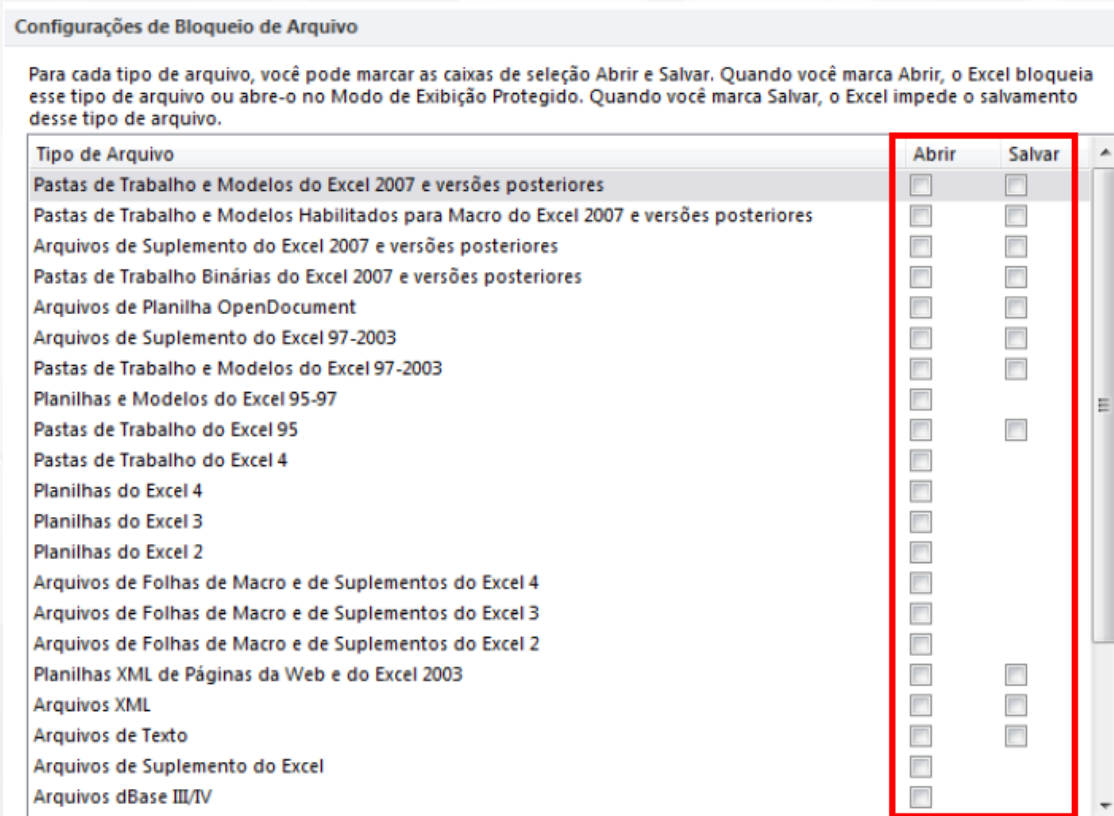 Configurações de Bloqueio de Arquivo
Para cada tipo de arquivo, você pode marcar as caixas de seleção Abrir e Salvar. Quando você marca Abrir, o Excel bloqueia
esse tipo de arquivo ou abre-o no Modo de Exibição Protegido. Quando você marca Salvar, o Excel impede o salvamento
desse tipo de arquivo.
Tipo de Arquivo Abrir Salvar
Pastas de Trabalho e Modelos do Excel 2007 e versões posteriores
Pastas de Trabalho e Modelos Habilitados para Macro do Excel 2007 e versões posteriores
Arquivos de Suplemento do Excel 2007 e versões posteriores
Pastas de Trabalho Binárias do Excel 2007 e versões posteriores
Arquivos de Planilha OpenDocument
Arquivos de Suplemento do Excel 97-2003
Pastas de Trabalho e Modelos do Excel 97-2003
Planilhas e Modelos do Excel 95-97
Pastas de Trabalho do Excel 95
Pastas de Trabalho do Excel 4
Planilhas do Excel 4
Planilhas do Excel 3
Planilhas do Excel 2
Arquivos de Folhas de Macro e de Suplementos do Excel 4
Arquivos de Folhas de Macro e de Suplementos do Excel 3
Arquivos de Folhas de Macro e de Suplementos do Excel 2
Planilhas XML de Páginas da Web e do Excel 2003
Arquivos XML
Arquivos de Texto
Arquivos de Suplemento do Excel
Arquivos dBase III/IV